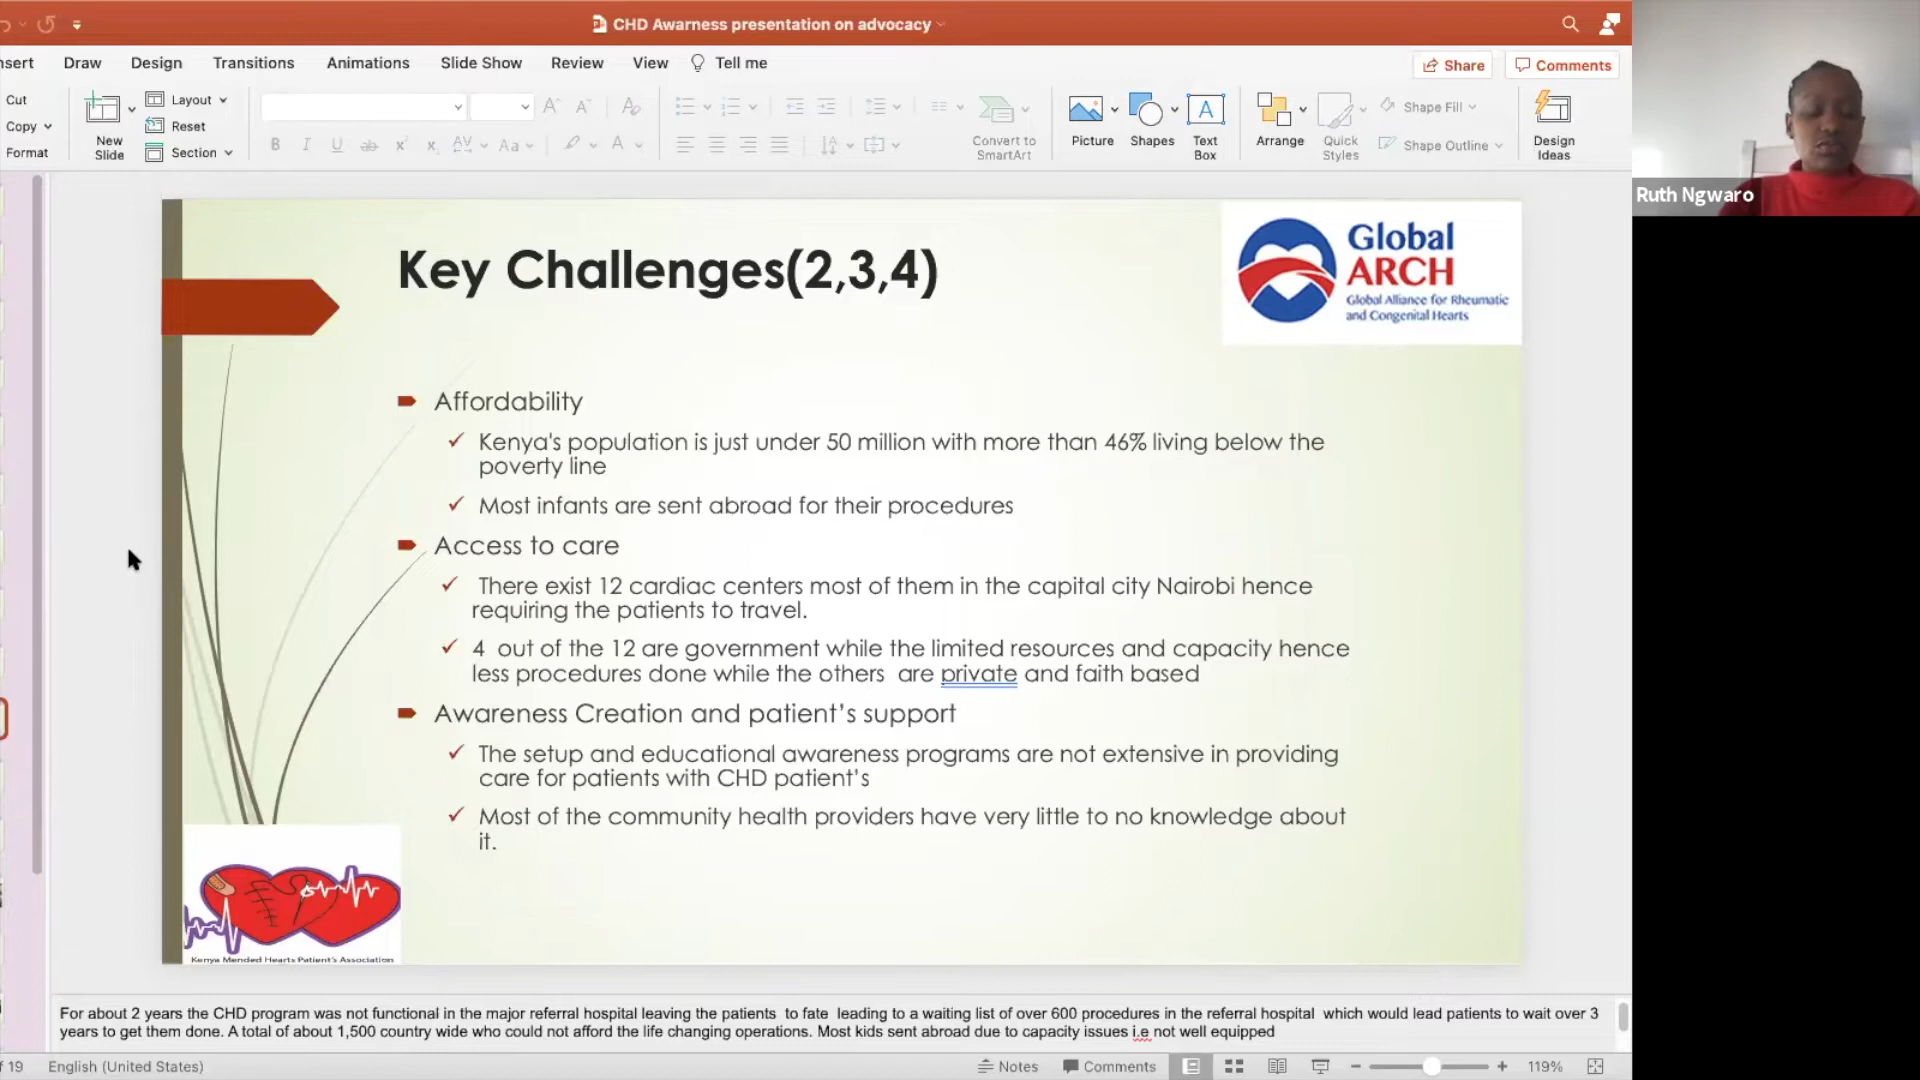 CHD Awarness presentation on advocacy
nsert Draw Design Transitions Animations Slide Show Review View Tell me
Share Comments
Cut
Copy
Format
New Slide
Layout
Reset
Section
Convert to SmartArt
Picture
Shapes
Text Box
Arrange
Quick Styles
Shape Fill
Shape Outline
Design Ideas
Ruth Ngwaro
Key Challenges(2,3,4)
Global
ARCH
Global Alliance for Rheumatic
and Congenital Hearts
Affordability
Kenya's population is just under 50 million with more than 46% living below the
poverty line
Most infants are sent abroad for their procedures
Access to care
There exist 12 cardiac centers most of them in the capital city Nairobi hence
requiring the patients to travel.
4 out of the 12 are government while the limited resources and capacity hence
less procedures done while the others are private and faith based
Awareness Creation and patient's support
The setup and educational awareness programs are not extensive in providing
care for patients with CHD patient's
Most of the community health providers have very little to no knowledge about
it.
Kenya Mended Hearts Patient's Association
For about 2 years the CHD program was not functional in the major referral hospital leaving the patients to fate leading to a waiting list of over 600 procedures in the referral hospital which would lead patients to wait over 3
years to get them done. A total of about 1,500 country wide who could not afford the life changing operations. Most kids sent abroad due to capacity issues i.e not well equipped
f 19 English (United States) Notes Comments 119%